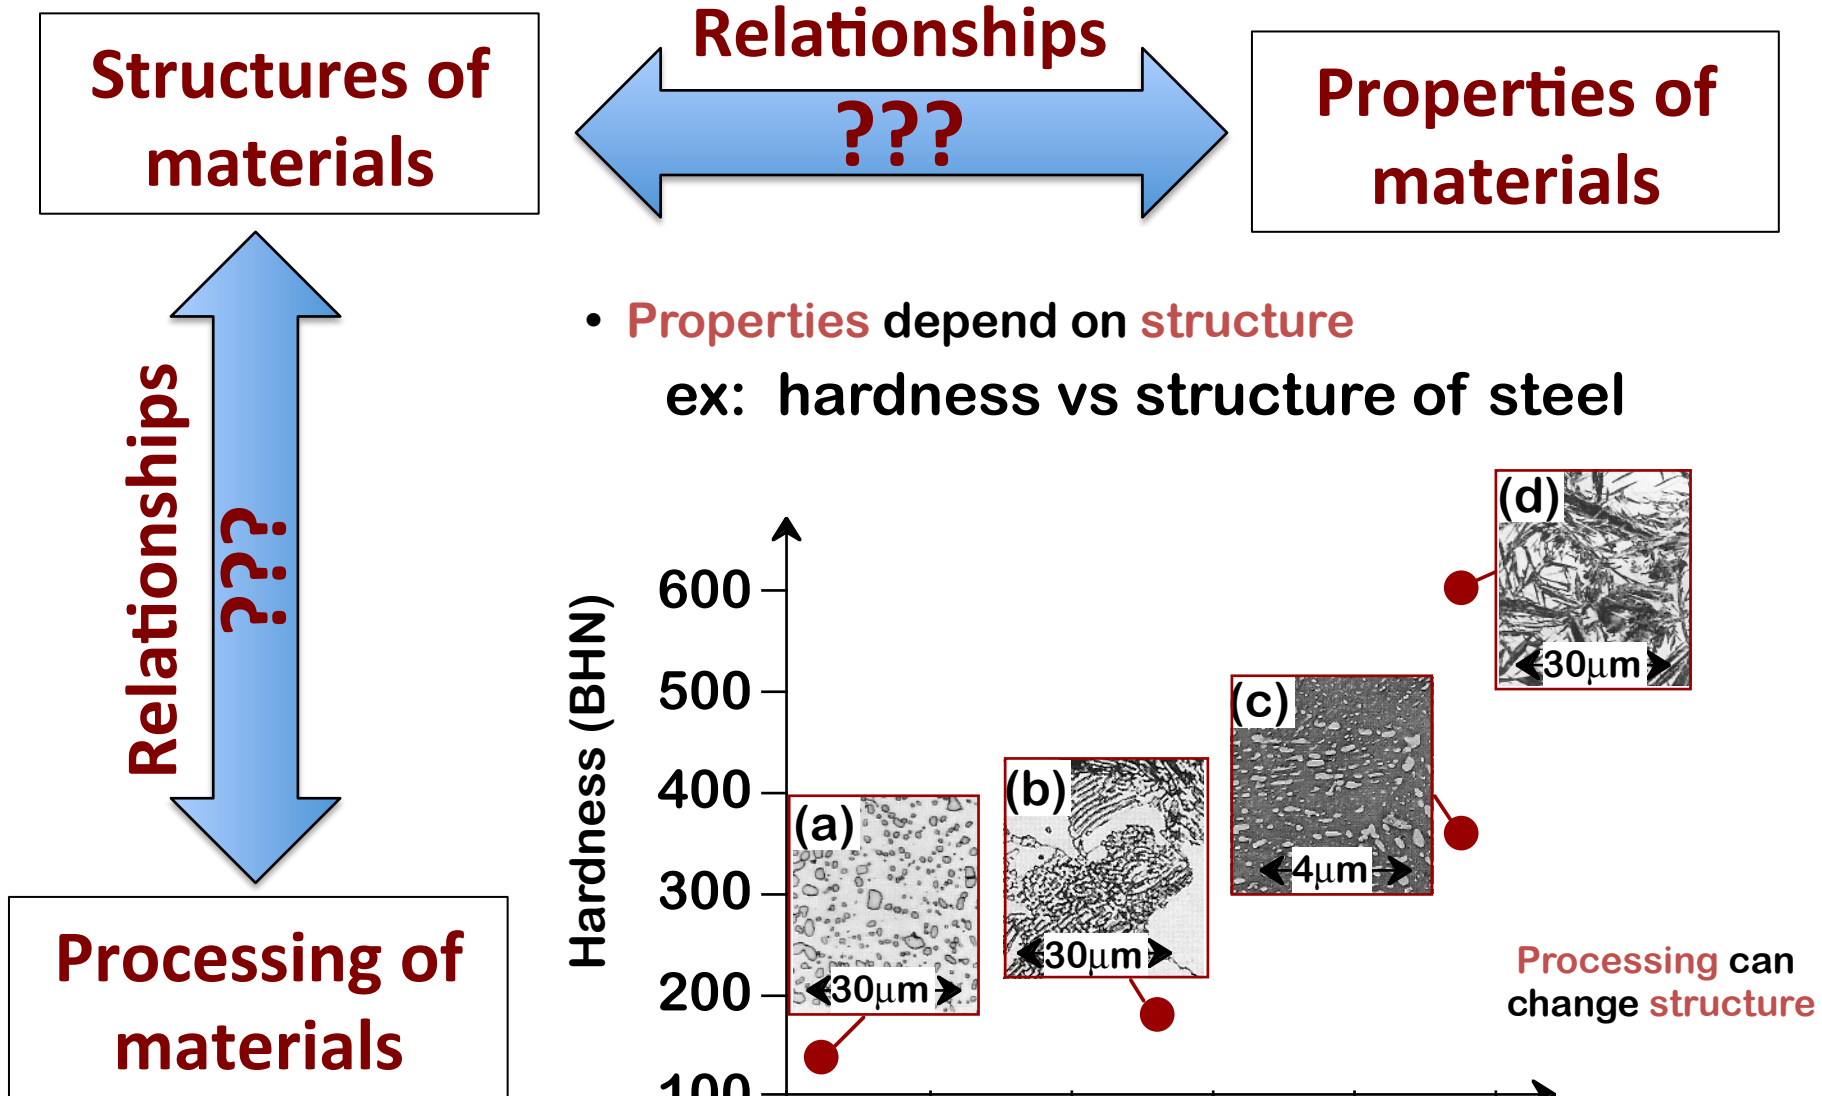 Structures of
materials
Relationships
???
Properties of
materials
Relationships
???
Processing of
materials
• Properties depend on structure
ex: hardness vs structure of steel
Hardness (BHN)
600
500
400
300
200
100
(a)
30μm
(b)
30μm
(c)
4μm
(d)
30μm
Processing can
change structure